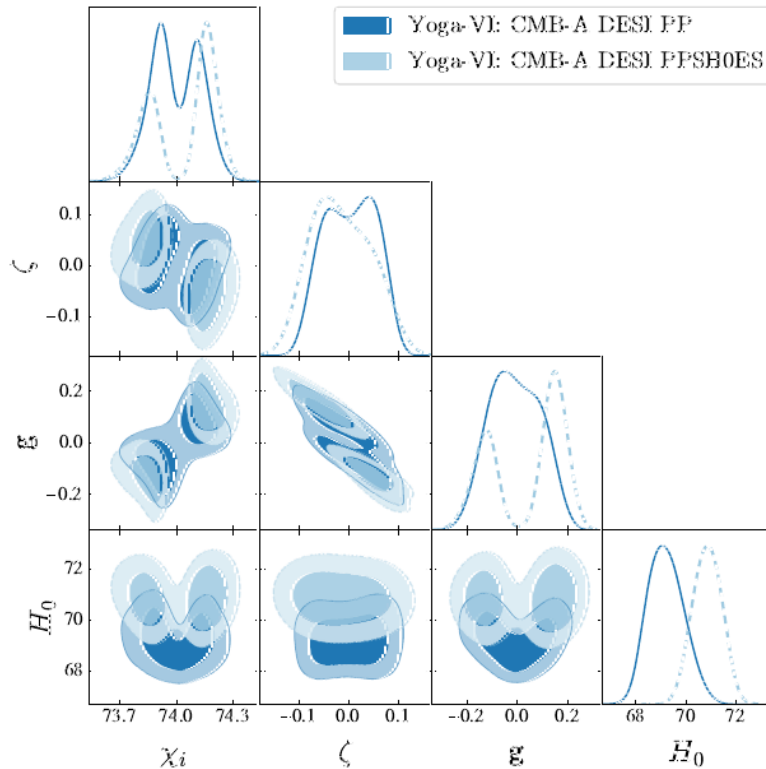 Yoga-VI: CMB-A DESI PP
Yoga-VI: CMB-A DESI PPSH0ES
0.1
0.0
−0.1
ζ
0.2
0.0
−0.2
g
72
70
68
H₀
73.7 74.0 74.3
−0.1 0.0 0.1
−0.2 0.0 0.2
68 70 72
χᵢ ζ g H₀